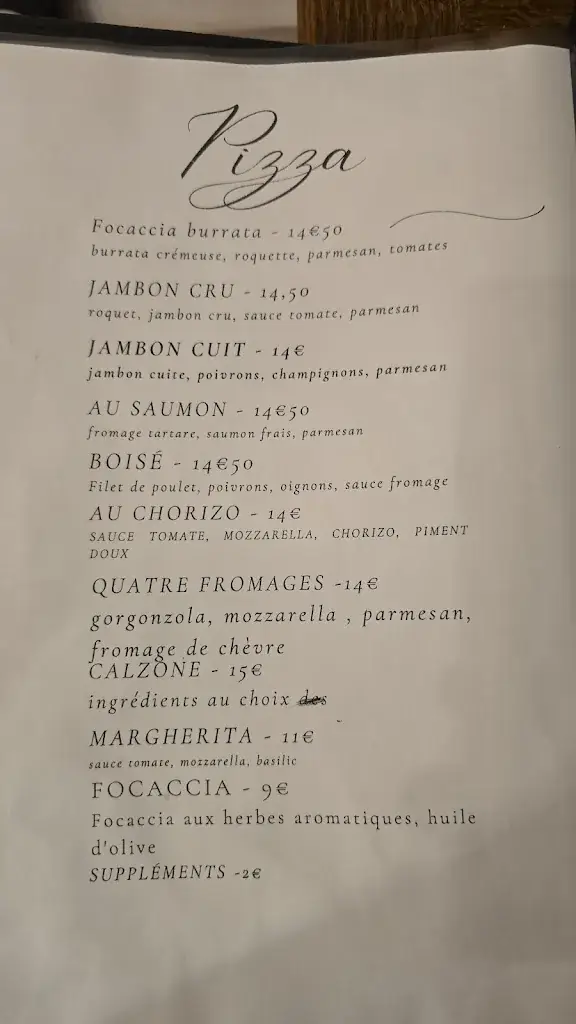 Pizza
Focaccia burrata - 14€50
burrata crémeuse, roquette, parmesan, tomates
JAMBON CRU - 14,50
roquet, jambon cru, sauce tomate, parmesan
JAMBON CUIT - 14€
jambon cuite, poivrons, champignons, parmesan
AU SAUMON - 14€50
fromage tartare, saumon frais, parmesan
BOISÉ - 14€50
Filet de poulet, poivrons, oignons, sauce fromage
AU CHORIZO - 14€
SAUCE TOMATE, MOZZARELLA, CHORIZO, PIMENT
DOUX
QUATRE FROMAGES -14€
gorgonzola, mozzarella , parmesan,
fromage de chèvre
CALZONE - 15€
ingrédients au choix des
MARGHERITA - 11€
sauce tomate, mozzarella, basilic
FOCACCIA - 9€
Focaccia aux herbes aromatiques, huile
d'olive
SUPPLÉMENTS -2€